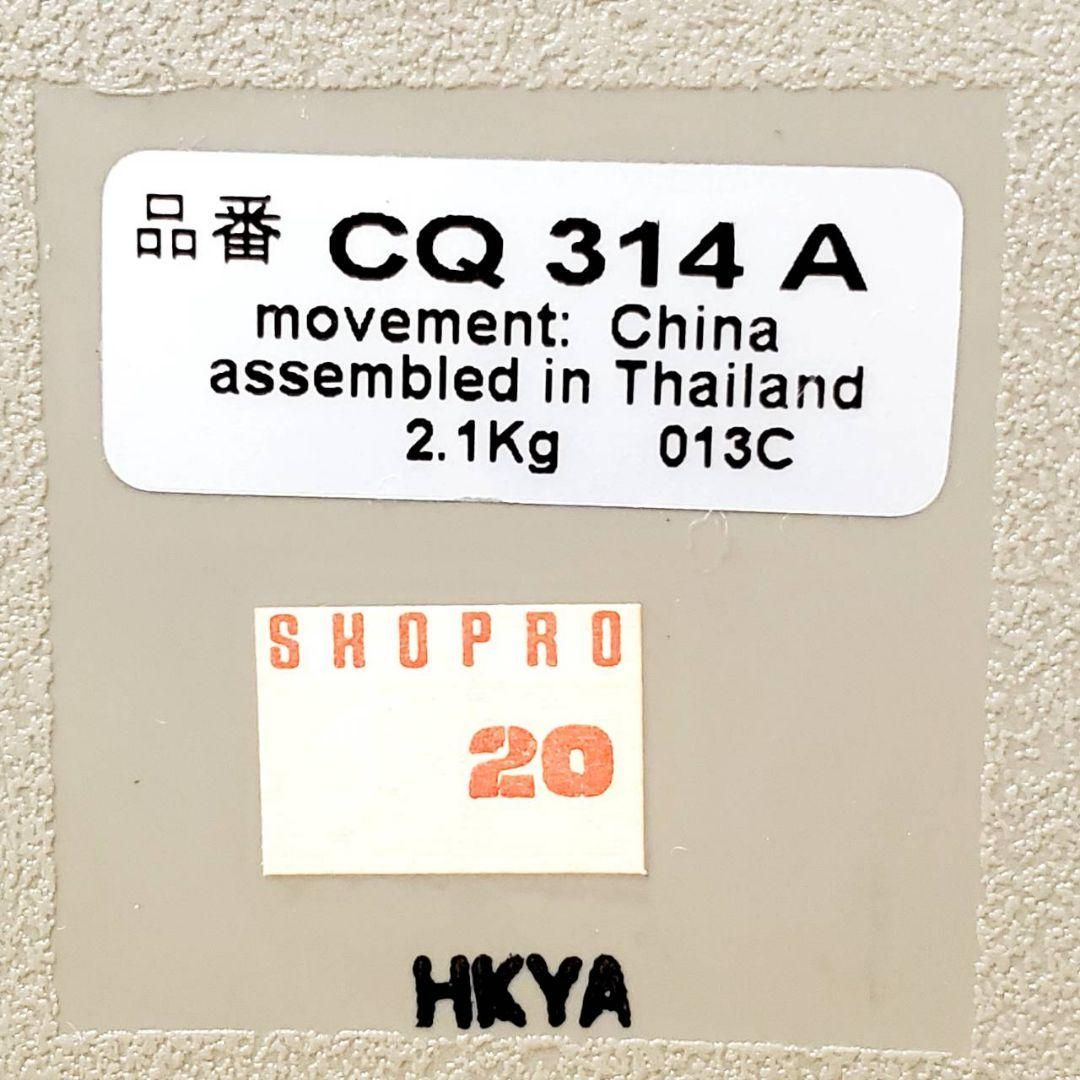 品番 CQ 314 A
movement: China
assembled in Thailand
2.1Kg 013C
SHOPRO
20
HKYA